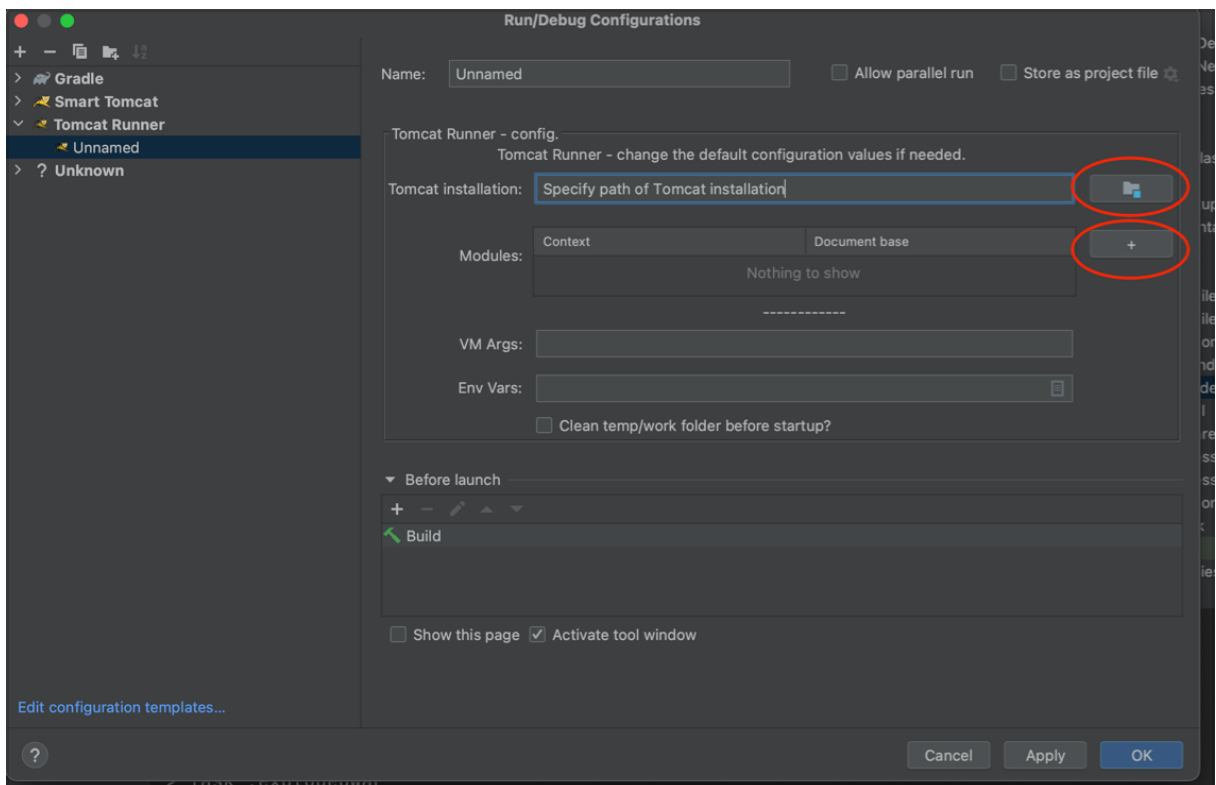 Run/Debug Configurations
Gradle
Smart Tomcat
Tomcat Runner
Unnamed
? Unknown
Name: Unnamed
Allow parallel run
Store as project file
Tomcat Runner - config.
Tomcat Runner - change the default configuration values if needed.
Tomcat installation: Specify path of Tomcat installation
Modules:
Context Document base
+
Nothing to show
------------
VM Args:
Env Vars:
Clean temp/work folder before startup?
Before launch
Build
Show this page Activate tool window
Edit configuration templates...
?
Cancel Apply OK